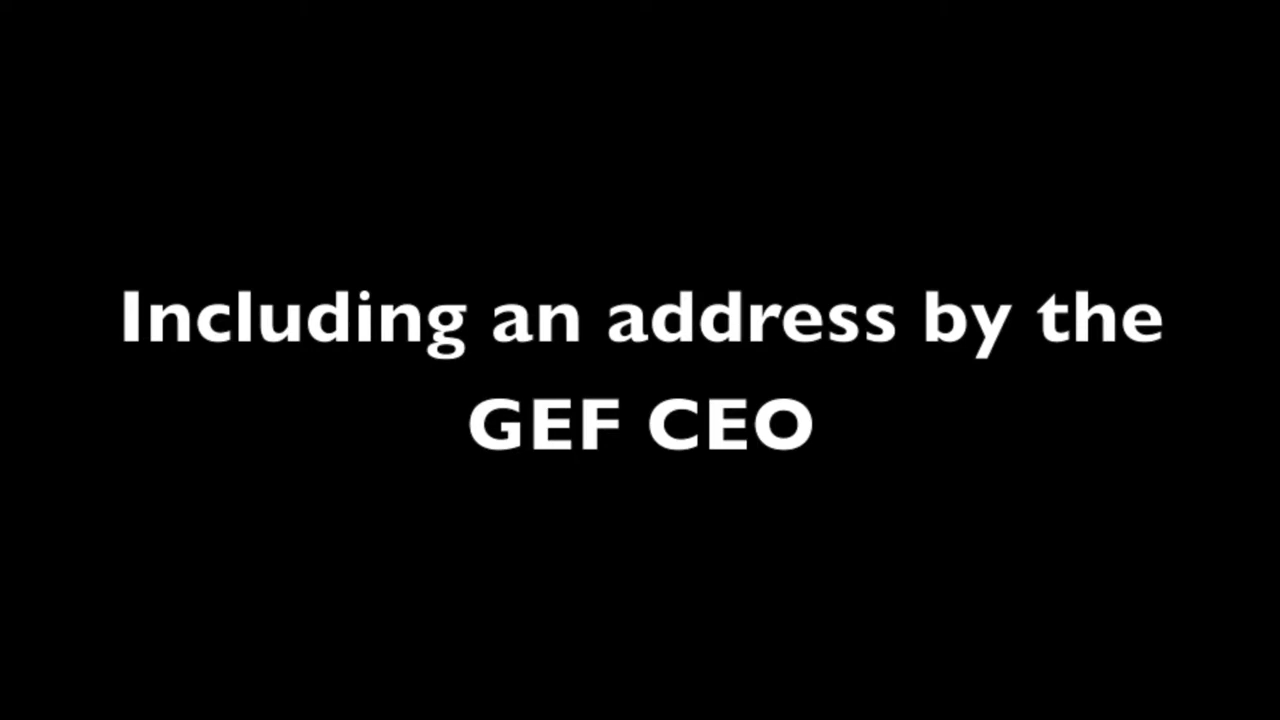 Including an address by the
GEF CEO